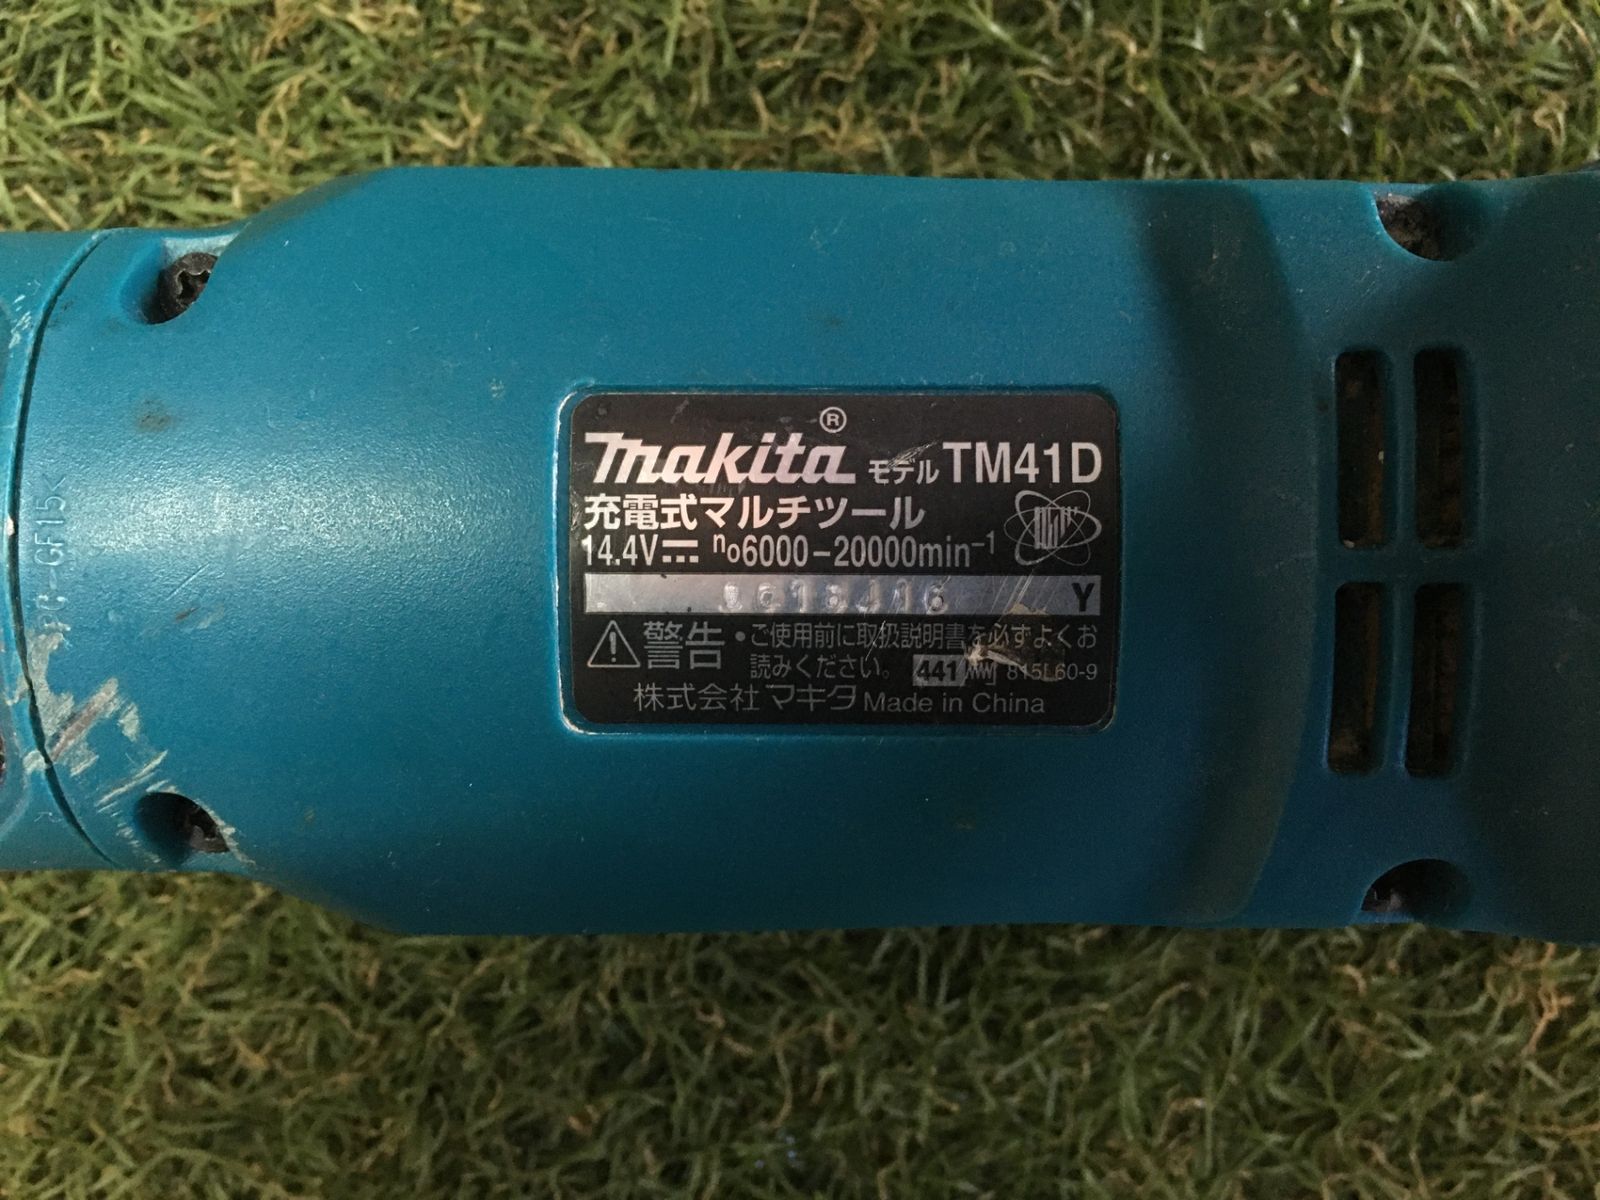 makita® モデル TM41D
充電式マルチツール
14.4V n₀6000-20000min⁻¹
Y
警告 ・ご使用前に取扱説明書を必ずよくお
読みください。 441 815L60-9
株式会社マキタ Made in China